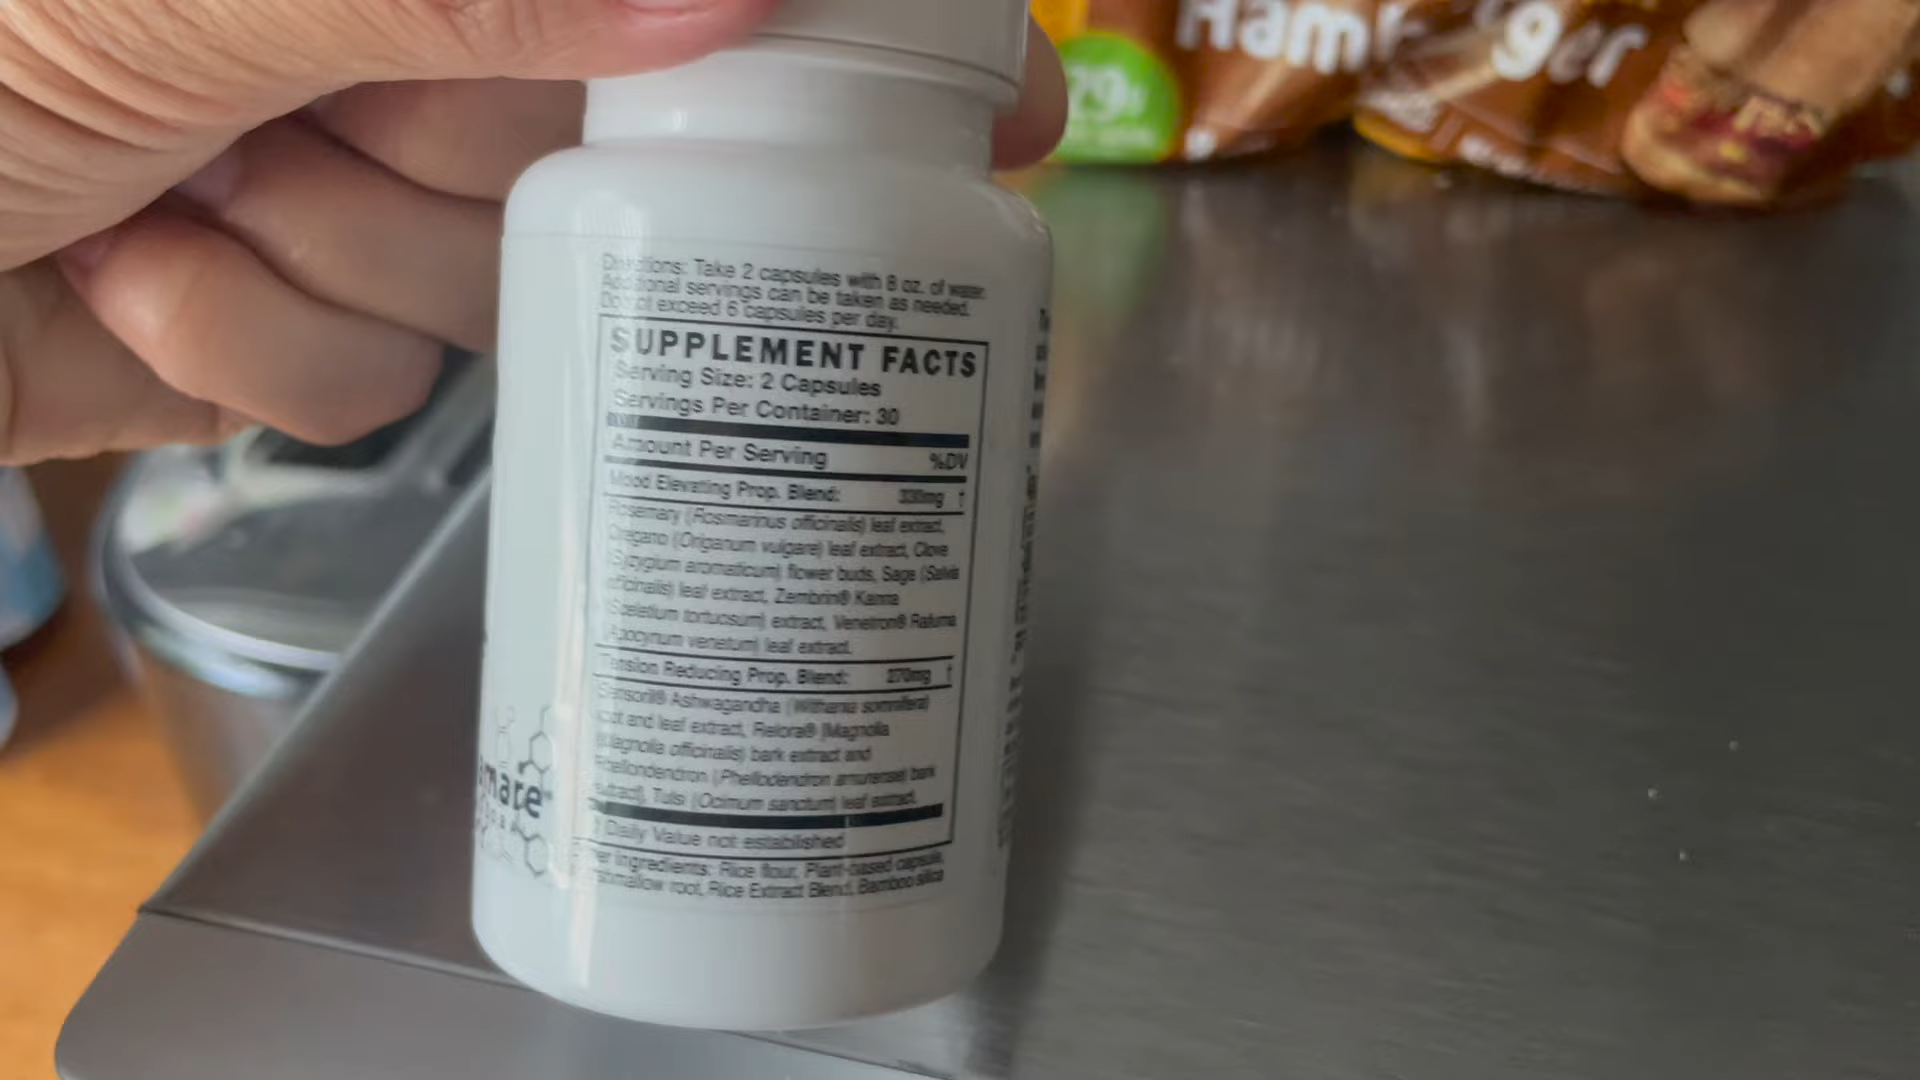 Directions: Take 2 capsules with 8 oz. of water.
Additional servings can be taken as needed.
Do not exceed 6 capsules per day.
SUPPLEMENT FACTS
Serving Size: 2 Capsules
Servings Per Container: 30
Amount Per Serving %DV
Mood Elevating Prop. Blend: 330mg †
Rosemary (Rosmarinus officinalis) leaf extract,
Oregano (Origanum vulgare) leaf extract, Clove
(Syzygium aromaticum) flower buds, Sage (Salvia
officinalis) leaf extract, Zembrin® Kanna
(Sceletium tortuosum) extract, Venetron® Rafuma
(Apocynum venetum) leaf extract.
Tension Reducing Prop. Blend: 270mg †
Sensoril® Ashwagandha (Withania somnifera)
root and leaf extract, Relora® [Magnolia
(Magnolia officinalis) bark extract and
Phellondendron (Phellodendron amurense) bark
extract], Tulsi (Ocimum sanctum) leaf extract.
† Daily Value not established
Ingredients: Rice flour, Plant-based capsule,
root, Rice Extract Blend, Bamboo silica
29g